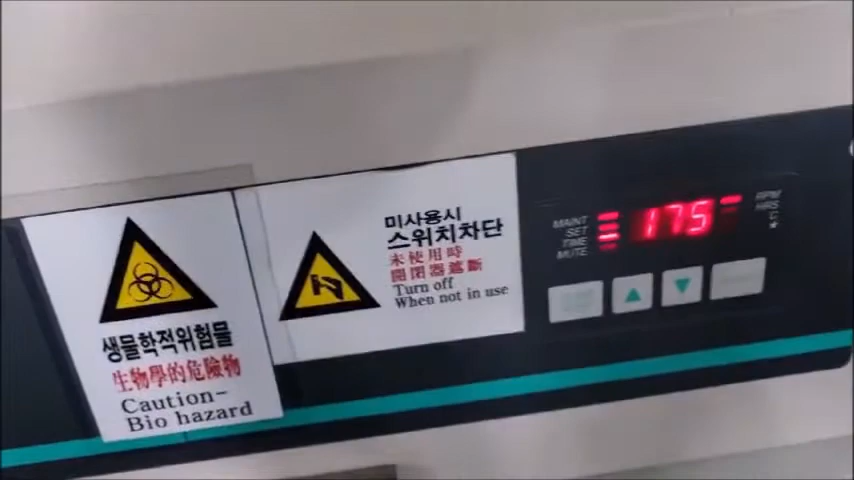 생물학적위험물
生物學的危險物
Caution-
Bio hazard
미사용시
스위치차단
未使用時
開閉器遮斷
Turn off
When not in use
MAINT
SET
TIME
MUTE
175
RPM
HRS
C